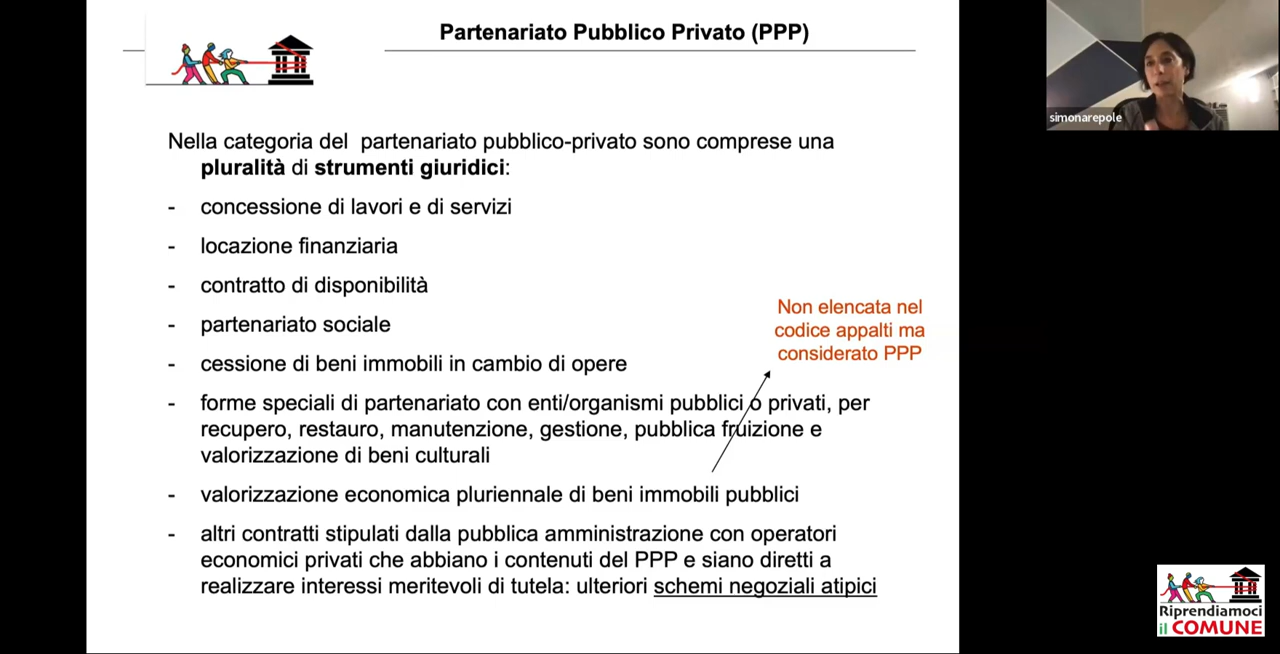 Partenariato Pubblico Privato (PPP)
simonarepole
Nella categoria del partenariato pubblico-privato sono comprese una
pluralità di strumenti giuridici:
- concessione di lavori e di servizi
- locazione finanziaria
- contratto di disponibilità
- partenariato sociale
- cessione di beni immobili in cambio di opere
Non elencata nel
codice appalti ma
considerato PPP
- forme speciali di partenariato con enti/organismi pubblici o privati, per
recupero, restauro, manutenzione, gestione, pubblica fruizione e
valorizzazione di beni culturali
- valorizzazione economica pluriennale di beni immobili pubblici
- altri contratti stipulati dalla pubblica amministrazione con operatori
economici privati che abbiano i contenuti del PPP e siano diretti a
realizzare interessi meritevoli di tutela: ulteriori schemi negoziali atipici
Riprendiamoci
il COMUNE